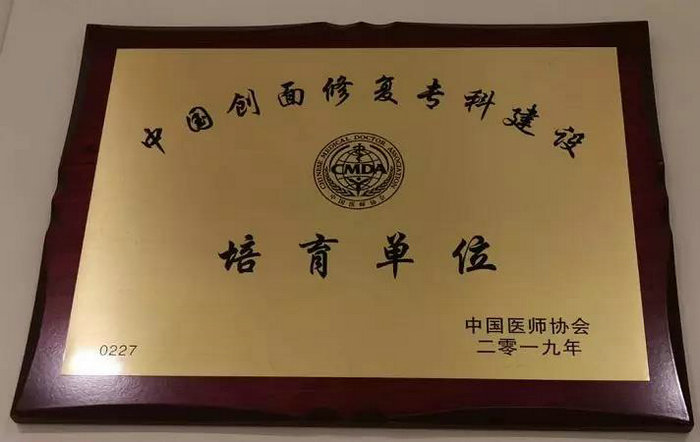 中国创面修复专科建设
CHINESE MEDICAL DOCTOR ASSOCIATION
CMDA
中国医师协会
培育单位
中国医师协会
二零一九年
0227